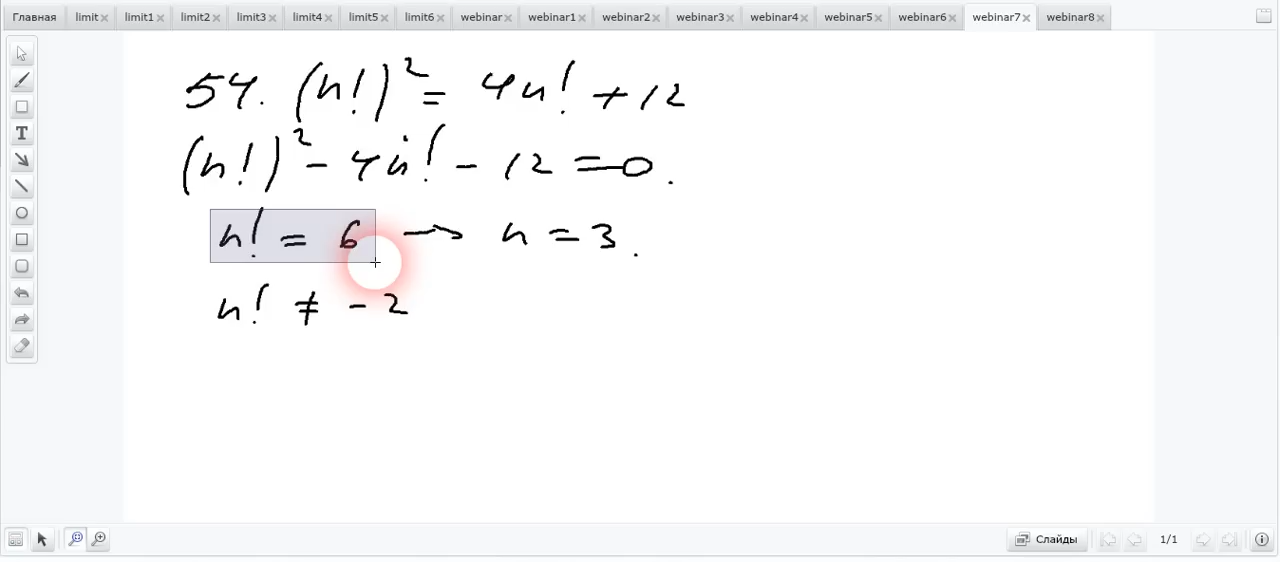 Главная limit limit1 limit2 limit3 limit4 limit5 limit6 webinar webinar1 webinar2 webinar3 webinar4 webinar5 webinar6 webinar7 webinar8
54. (n!)² = 4n! + 12
(n!)² - 4n! - 12 = 0.
n! = 6 → n = 3.
n! ≠ - 2
T
Слайды 1/1